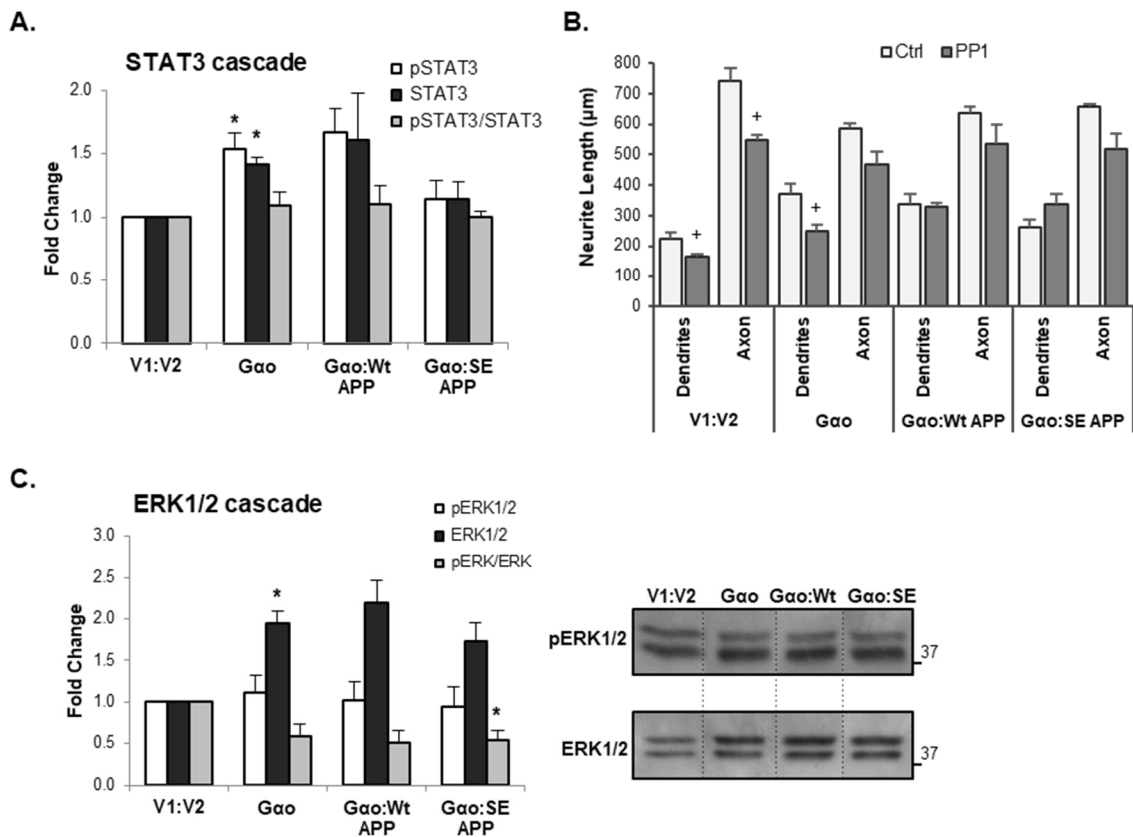 A.
STAT3 cascade
pSTAT3
STAT3
pSTAT3/STAT3
Fold Change
2.0
1.5
1.0
0.5
0.0
* *
V1:V2
Gαo
Gαo:Wt APP
Gαo:SE APP
B.
Ctrl
PP1
Neurite Length (µm)
800
700
600
500
400
300
200
100
0
+
+
+
Dendrites
Axon
Dendrites
Axon
Dendrites
Axon
Dendrites
Axon
V1:V2
Gαo
Gαo:Wt APP
Gαo:SE APP
C.
ERK1/2 cascade
pERK1/2
ERK1/2
pERK/ERK
Fold Change
3.0
2.5
2.0
1.5
1.0
0.5
0.0
*
*
V1:V2
Gαo
Gαo:Wt
APP
Gαo:SE
APP
V1:V2 Gαo Gαo:Wt Gαo:SE
pERK1/2
37
ERK1/2
37